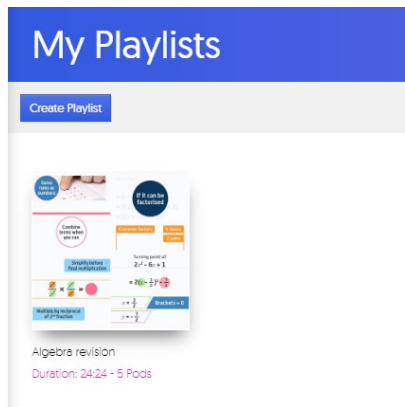 My Playlists
Create Playlist
Same
rules as
numbers
If it can be
factorised
Combine
terms when
you can
Common factors
Simplify before
final multiplication
Turning point of
Multiply by reciprocal
of 2ⁿᵈ fraction
Brackets = 0
Algebra revision
Duration: 24:24 - 5 Pods